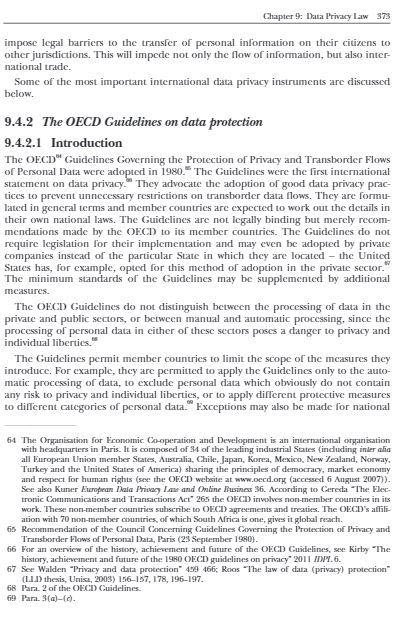 Chapter 9: Data Privacy Law 373
impose legal barriers to the transfer of personal information on their citizens to
other jurisdictions. This will impede not only the flow of information, but also inter-
national trade.
Some of the most important international data privacy instruments are discussed
below.
9.4.2 The OECD Guidelines on data protection
9.4.2.1 Introduction
The OECD64 Guidelines Governing the Protection of Privacy and Transborder Flows
of Personal Data were adopted in 1980.65 The Guidelines were the first international
statement on data privacy.66 They advocate the adoption of good data privacy prac-
tices to prevent unnecessary restrictions on transborder data flows. They are formu-
lated in general terms and member countries are expected to work out the details in
their own national laws. The Guidelines are not legally binding but merely recom-
mendations made by the OECD to its member countries. The Guidelines do not
require legislation for their implementation and may even be adopted by private
companies instead of the particular State in which they are located – the United
States has, for example, opted for this method of adoption in the private sector.67
The minimum standards of the Guidelines may be supplemented by additional
measures.
The OECD Guidelines do not distinguish between the processing of data in the
private and public sectors, or between manual and automatic processing, since the
processing of personal data in either of these sectors poses a danger to privacy and
individual liberties.68
The Guidelines permit member countries to limit the scope of the measures they
introduce. For example, they are permitted to apply the Guidelines only to the auto-
matic processing of data, to exclude personal data which obviously do not contain
any risk to privacy and individual liberties, or to apply different protective measures
to different categories of personal data.69 Exceptions may also be made for national
64 The Organisation for Economic Co-operation and Development is an international organisation
with headquarters in Paris. It is composed of 34 of the leading industrial States (including inter alia
all European Union member States, Australia, Chile, Japan, Korea, Mexico, New Zealand, Norway,
Turkey and the United States of America) sharing the principles of democracy, market economy
and respect for human rights (see the OECD website at www.oecd.org (accessed 6 August 2007)).
See also Kuner European Data Privacy Law and Online Business 36. According to Gereda “The Elec-
tronic Communications and Transactions Act” 265 the OECD involves non-member countries in its
work. These non-member countries subscribe to OECD agreements and treaties. The OECD’s affili-
ation with 70 non-member countries, of which South Africa is one, gives it global reach.
65 Recommendation of the Council Concerning Guidelines Governing the Protection of Privacy and
Transborder Flows of Personal Data, Paris (23 September 1980).
66 For an overview of the history, achievement and future of the OECD Guidelines, see Kirby “The
history, achievement and future of the 1980 OECD guidelines on privacy” 2011 IDPL 6.
67 See Walden “Privacy and data protection” 459 466; Roos “The law of data (privacy) protection”
(LLD thesis, Unisa, 2003) 156–157, 178, 196–197.
68 Para. 2 of the OECD Guidelines.
69 Para. 3(a)–(c).